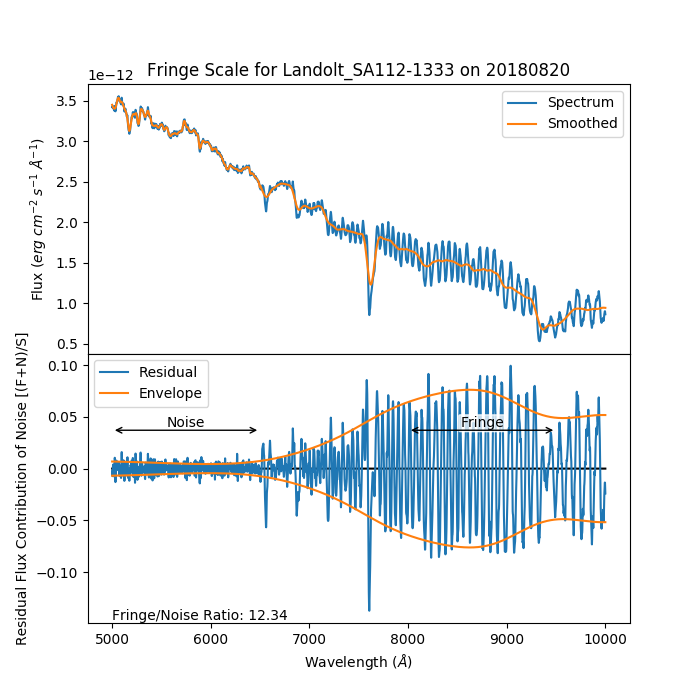 Fringe Scale for Landolt_SA112-1333 on 20180820
1e−12
Spectrum
Smoothed
3.5
3.0
2.5
2.0
1.5
1.0
0.5
Flux (erg cm⁻² s⁻¹ Å⁻¹)
Residual
Envelope
0.10
0.05
0.00
−0.05
−0.10
Residual Flux Contribution of Noise [(F+N)/S]
Noise
Fringe
Fringe/Noise Ratio: 12.34
5000 6000 7000 8000 9000 10000
Wavelength (Å)